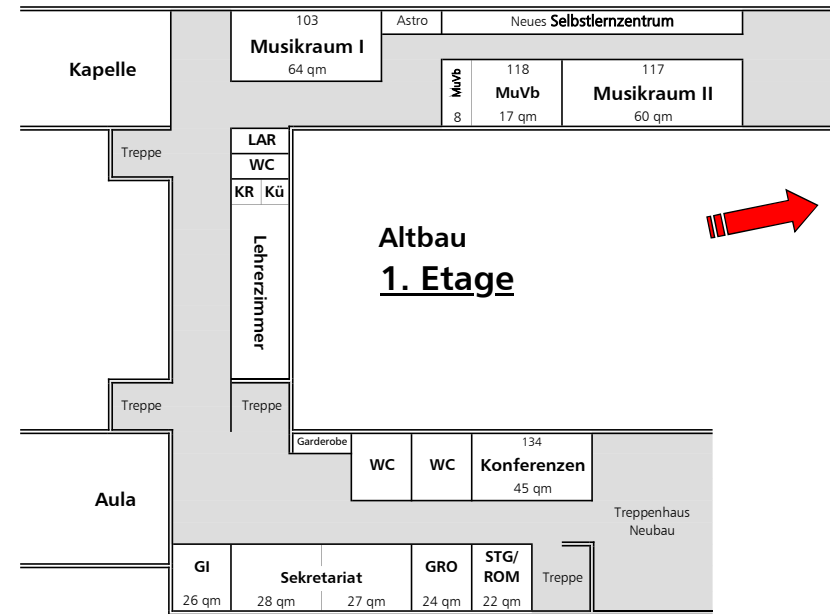 103
Musikraum I
64 qm
Astro
Neues Selbstlernzentrum
Kapelle
MuVb
8
118
MuVb
17 qm
117
Musikraum II
60 qm
Treppe
LAR
WC
KR Kü
Lehrerzimmer
Altbau
1. Etage
Treppe
Treppe
Garderobe
WC
WC
134
Konferenzen
45 qm
Aula
Treppenhaus
Neubau
GI
26 qm
Sekretariat
28 qm
27 qm
GRO
24 qm
STG/
ROM
22 qm
Treppe